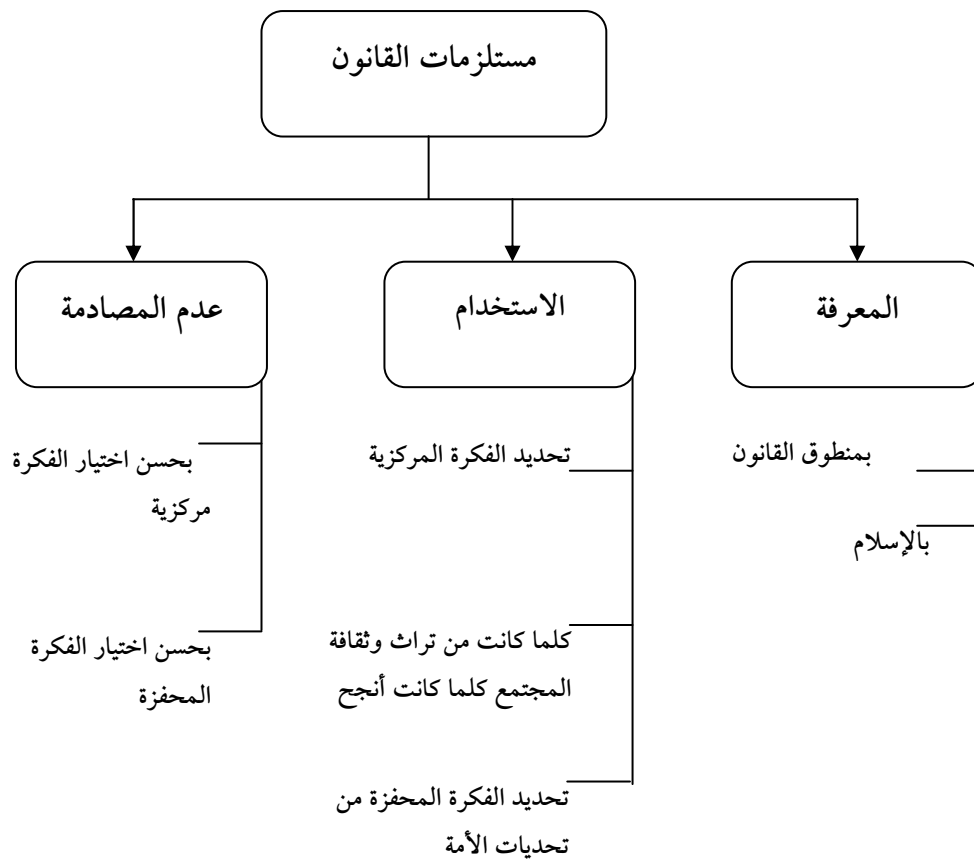 مستلزمات القانون
المعرفة
بمنطوق القانون
بالإسلام
الاستخدام
تحديد الفكرة المركزية
كلما كانت من تراث وثقافة
المجتمع كلما كانت أنجح
تحديد الفكرة المحفزة من
تحديات الأمة
عدم المصادمة
بحسن اختيار الفكرة
مركزية
بحسن اختيار الفكرة
المحفزة